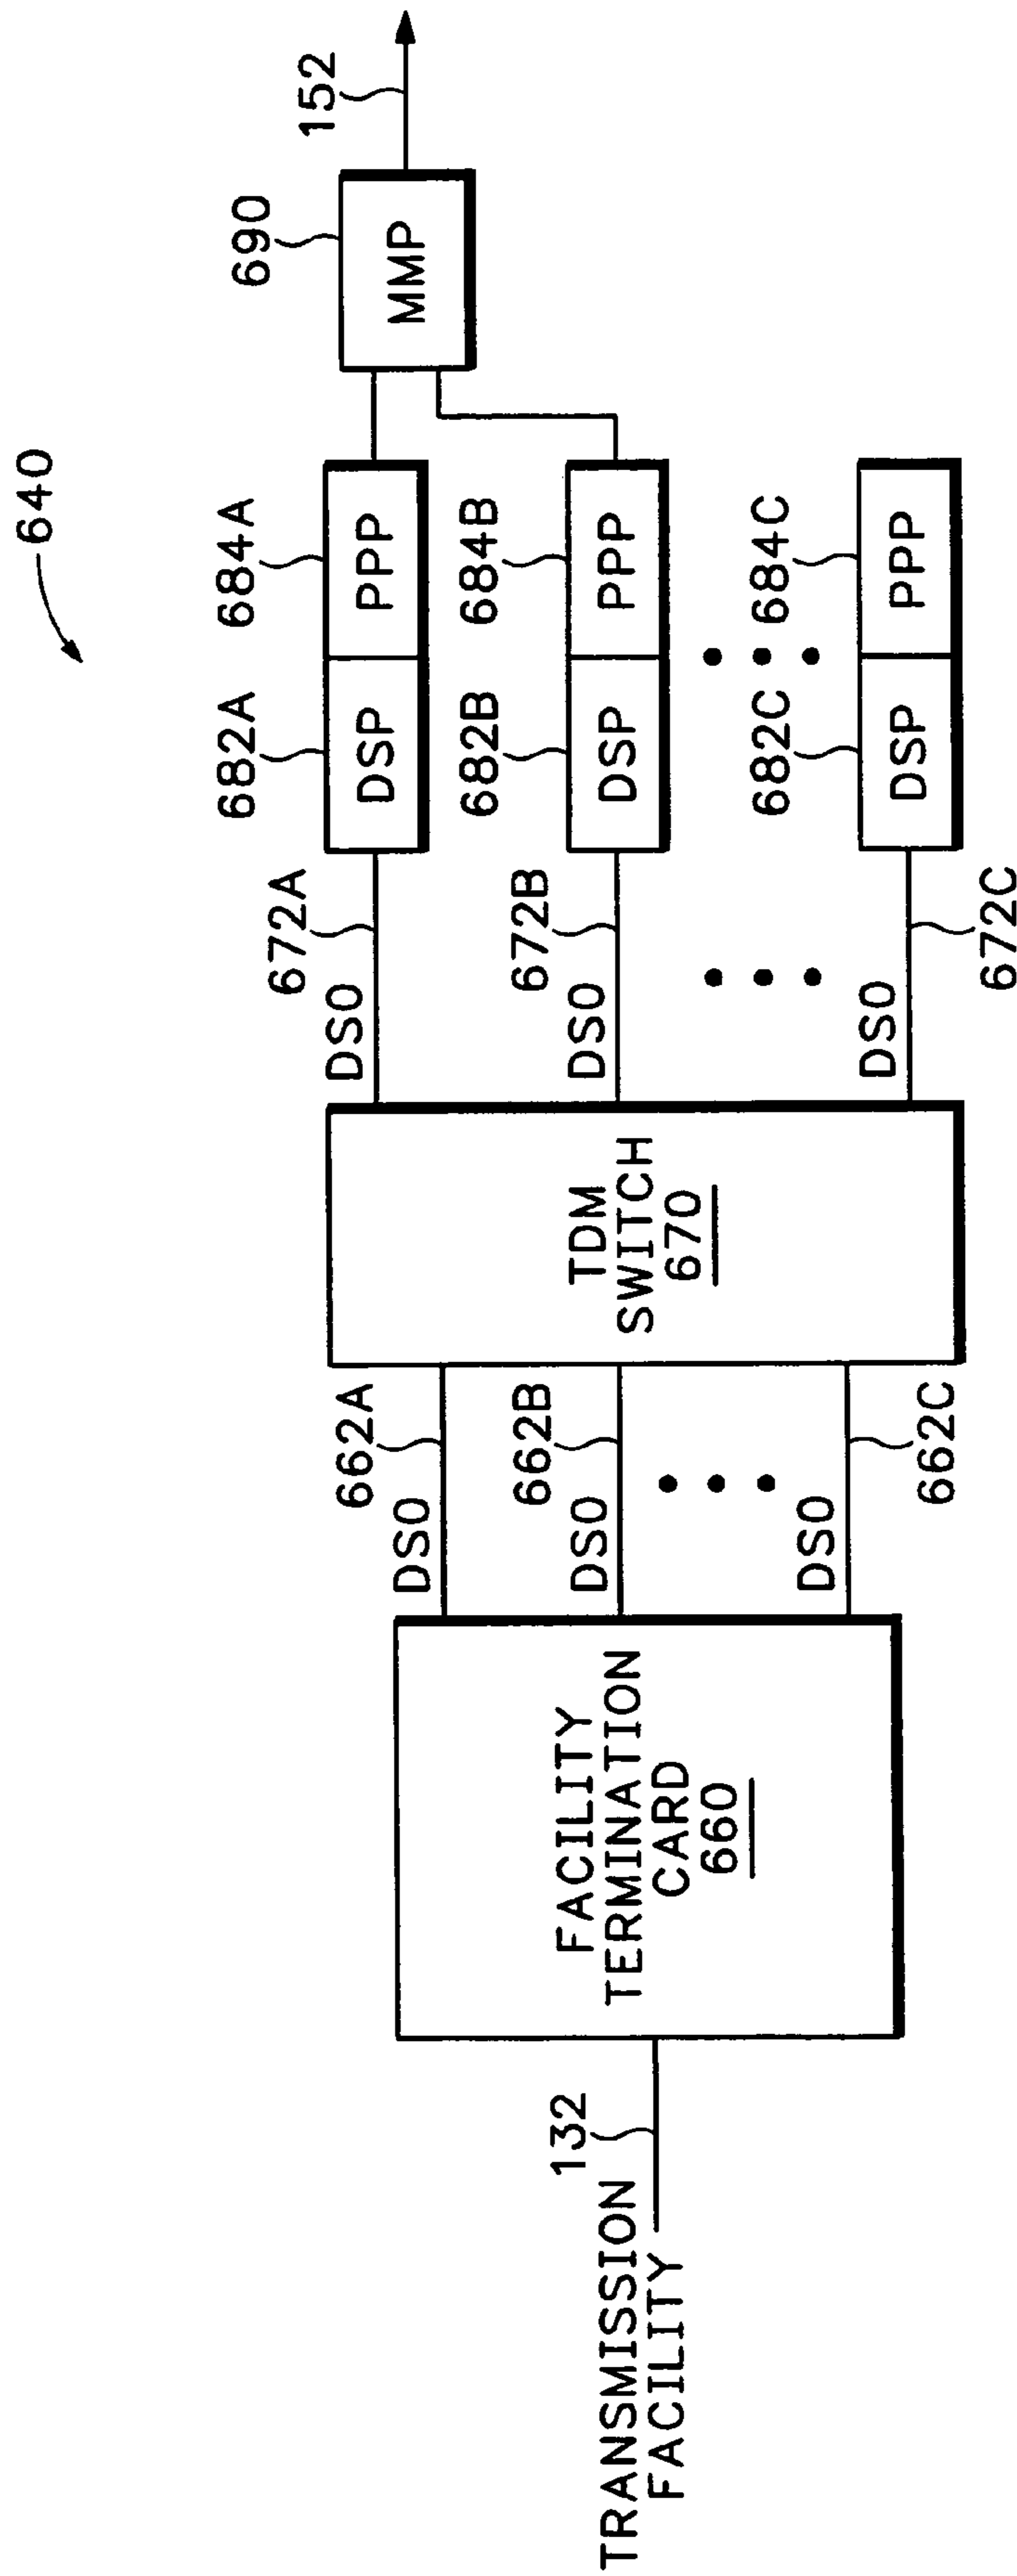 640
TRANSMISSION
FACILITY
132
FACILITY
TERMINATION
CARD
660
DS0
662A
DS0
662B
DS0
662C
TDM
SWITCH
670
DS0
672A
DS0
672B
DS0
672C
682A
684A
DSP
PPP
682B
684B
DSP
PPP
682C
684C
DSP
PPP
690
MMP
152